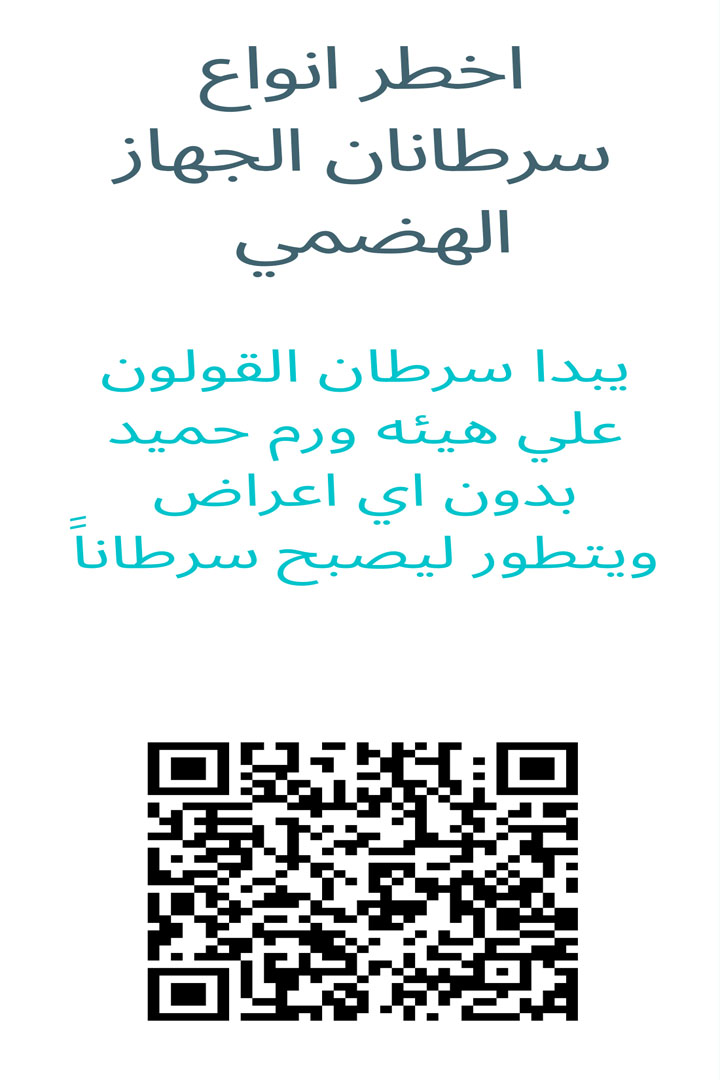 اخطر انواع
سرطانان الجهاز
الهضمي
يبدا سرطان القولون
علي هيئه ورم حميد
بدون اي اعراض
ويتطور ليصبح سرطاناً